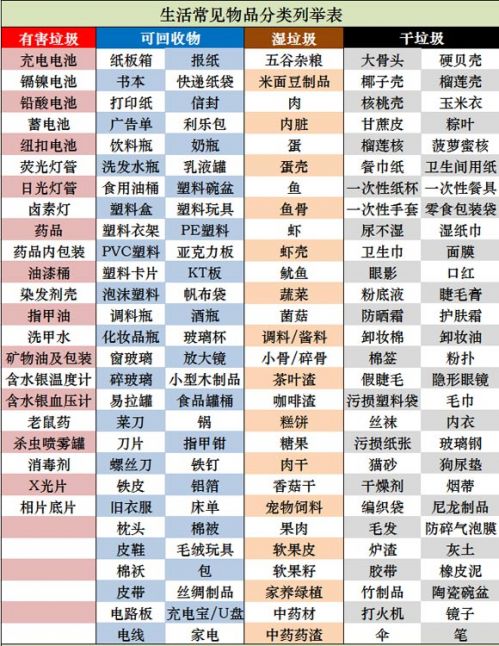 生活常见物品分类列举表
有害垃圾 可回收物 湿垃圾 干垃圾
充电电池 纸板箱 报纸 五谷杂粮 大骨头 硬贝壳
镉镍电池 书本 快递纸袋 米面豆制品 椰子壳 榴莲壳
铅酸电池 打印纸 信封 肉 核桃壳 玉米衣
蓄电池 广告单 利乐包 内脏 甘蔗皮 粽叶
纽扣电池 饮料瓶 奶瓶 蛋 榴莲核 菠萝蜜核
荧光灯管 洗发水瓶 乳液罐 蛋壳 餐巾纸 卫生间用纸
日光灯管 食用油桶 塑料碗盆 鱼 一次性纸杯 一次性餐具
卤素灯 塑料盒 塑料玩具 鱼骨 一次性手套 零食包装袋
药品 塑料衣架 PE塑料 虾 尿不湿 湿纸巾
药品内包装 PVC塑料 亚克力板 虾壳 卫生巾 面膜
油漆桶 塑料卡片 KT板 鱿鱼 眼影 口红
染发剂壳 泡沫塑料 帆布袋 蔬菜 粉底液 睫毛膏
指甲油 调料瓶 酒瓶 菌菇 防晒霜 护肤霜
洗甲水 化妆品瓶 玻璃杯 调料/酱料 卸妆棉 卸妆油
矿物油及包装 窗玻璃 放大镜 小骨/碎骨 棉签 粉扑
含水银温度计 碎玻璃 小型木制品 茶叶渣 假睫毛 隐形眼镜
含水银血压计 易拉罐 食品罐桶 咖啡渣 污损塑料袋 毛巾
老鼠药 菜刀 锅 糕饼 丝袜 内衣
杀虫喷雾罐 刀片 指甲钳 糖果 污损纸张 玻璃钢
消毒剂 螺丝刀 铁钉 肉干 猫砂 狗尿垫
X光片 铁皮 铝箔 香菇干 干燥剂 烟蒂
相片底片 旧衣服 床单 宠物饲料 编织袋 尼龙制品
枕头 棉被 果肉 毛发 防碎气泡膜
皮鞋 毛绒玩具 软果皮 炉渣 灰土
棉袄 包 软果籽 胶带 橡皮泥
皮带 丝绸制品 家养绿植 竹制品 陶瓷碗盆
电路板 充电宝/U盘 中药材 打火机 镜子
电线 家电 中药药渣 伞 笔